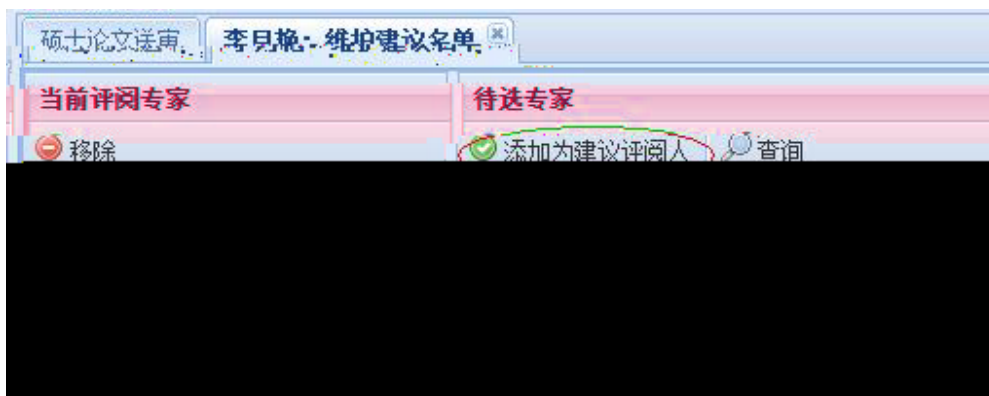 硕士论文送审 李只艳 - 维护建议名单
当前评阅专家 待选专家
移除 添加为建议评阅人 查询